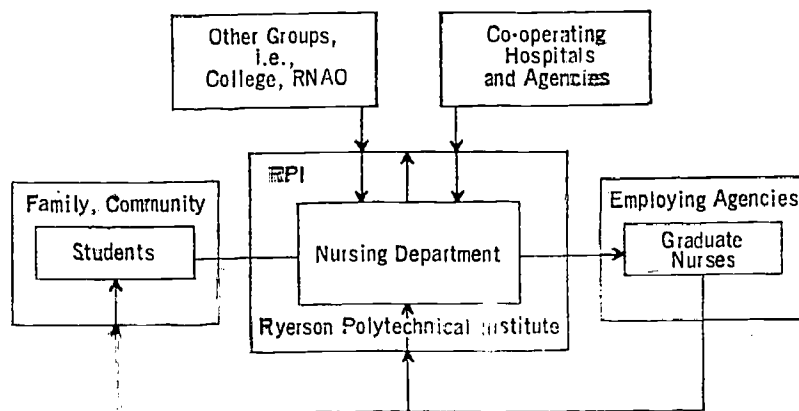 Other Groups,
i.e.,
College, RNAO
Co-operating
Hospitals
and Agencies
RPI
Family, Community
Students
Nursing Department
Employing Agencies
Graduate
Nurses
Ryerson Polytechnical Institute